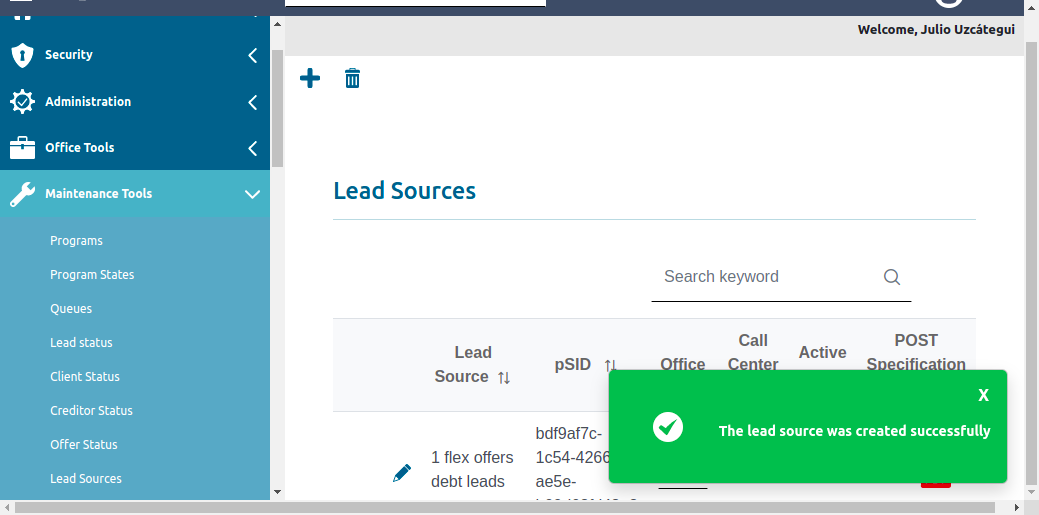 Welcome, Julio Uzcátegui
Security
Administration
Office Tools
Maintenance Tools
Programs
Program States
Queues
Lead status
Client Status
Creditor Status
Offer Status
Lead Sources
Lead Sources
Search keyword
Lead Source
pSID
Office
Call Center
Active
POST Specification
1 flex offers debt leads
bdf9af7c-
1c54-4266
ae5e-
X
The lead source was created successfully